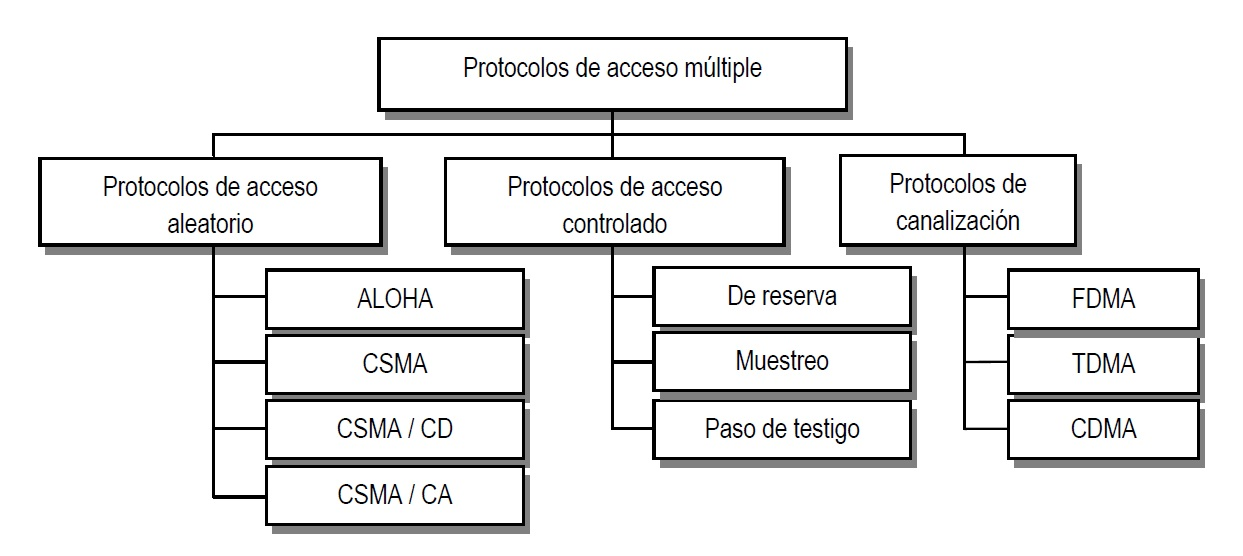 Protocolos de acceso múltiple
Protocolos de acceso
aleatorio
ALOHA
CSMA
CSMA / CD
CSMA / CA
Protocolos de acceso
controlado
De reserva
Muestreo
Paso de testigo
Protocolos de
canalización
FDMA
TDMA
CDMA